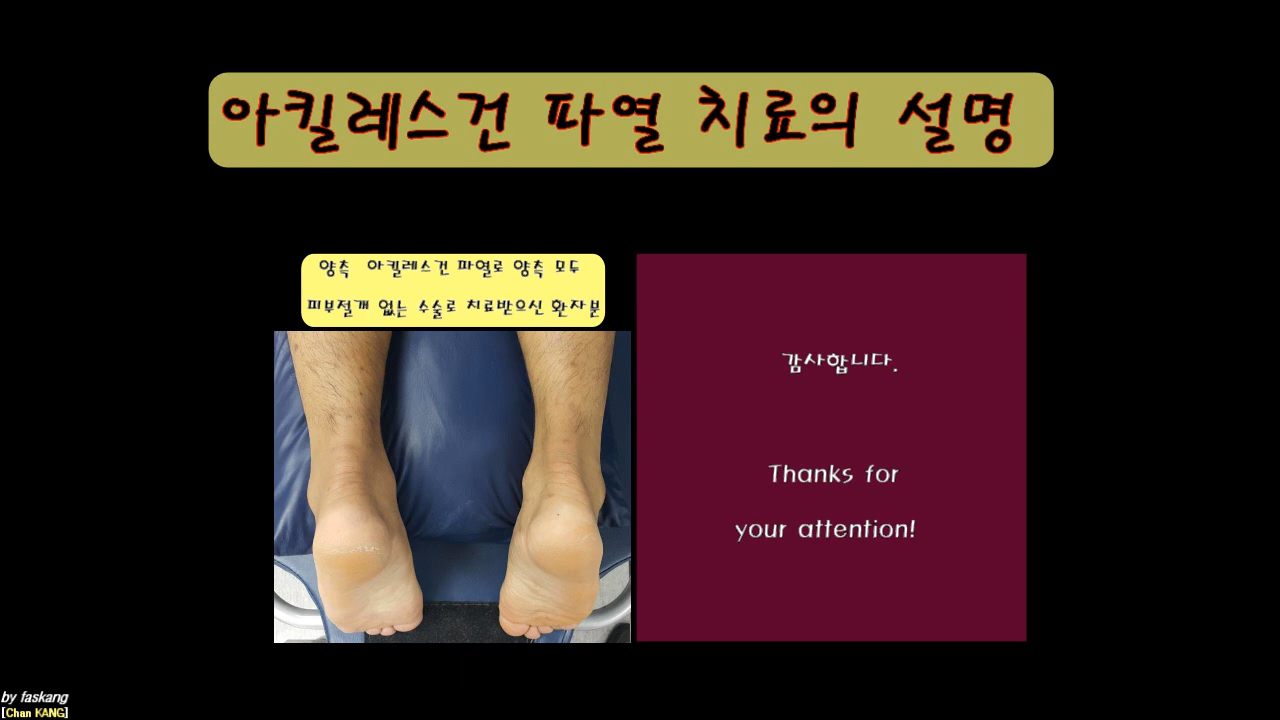 아킬레스건 파열 치료의 설명
양측 아킬레스건 파열로 양측 모두
피부절개 없는 수술로 치료받으신 환자분
감사합니다.
Thanks for
your attention!
by faskang
[Chan KANG]